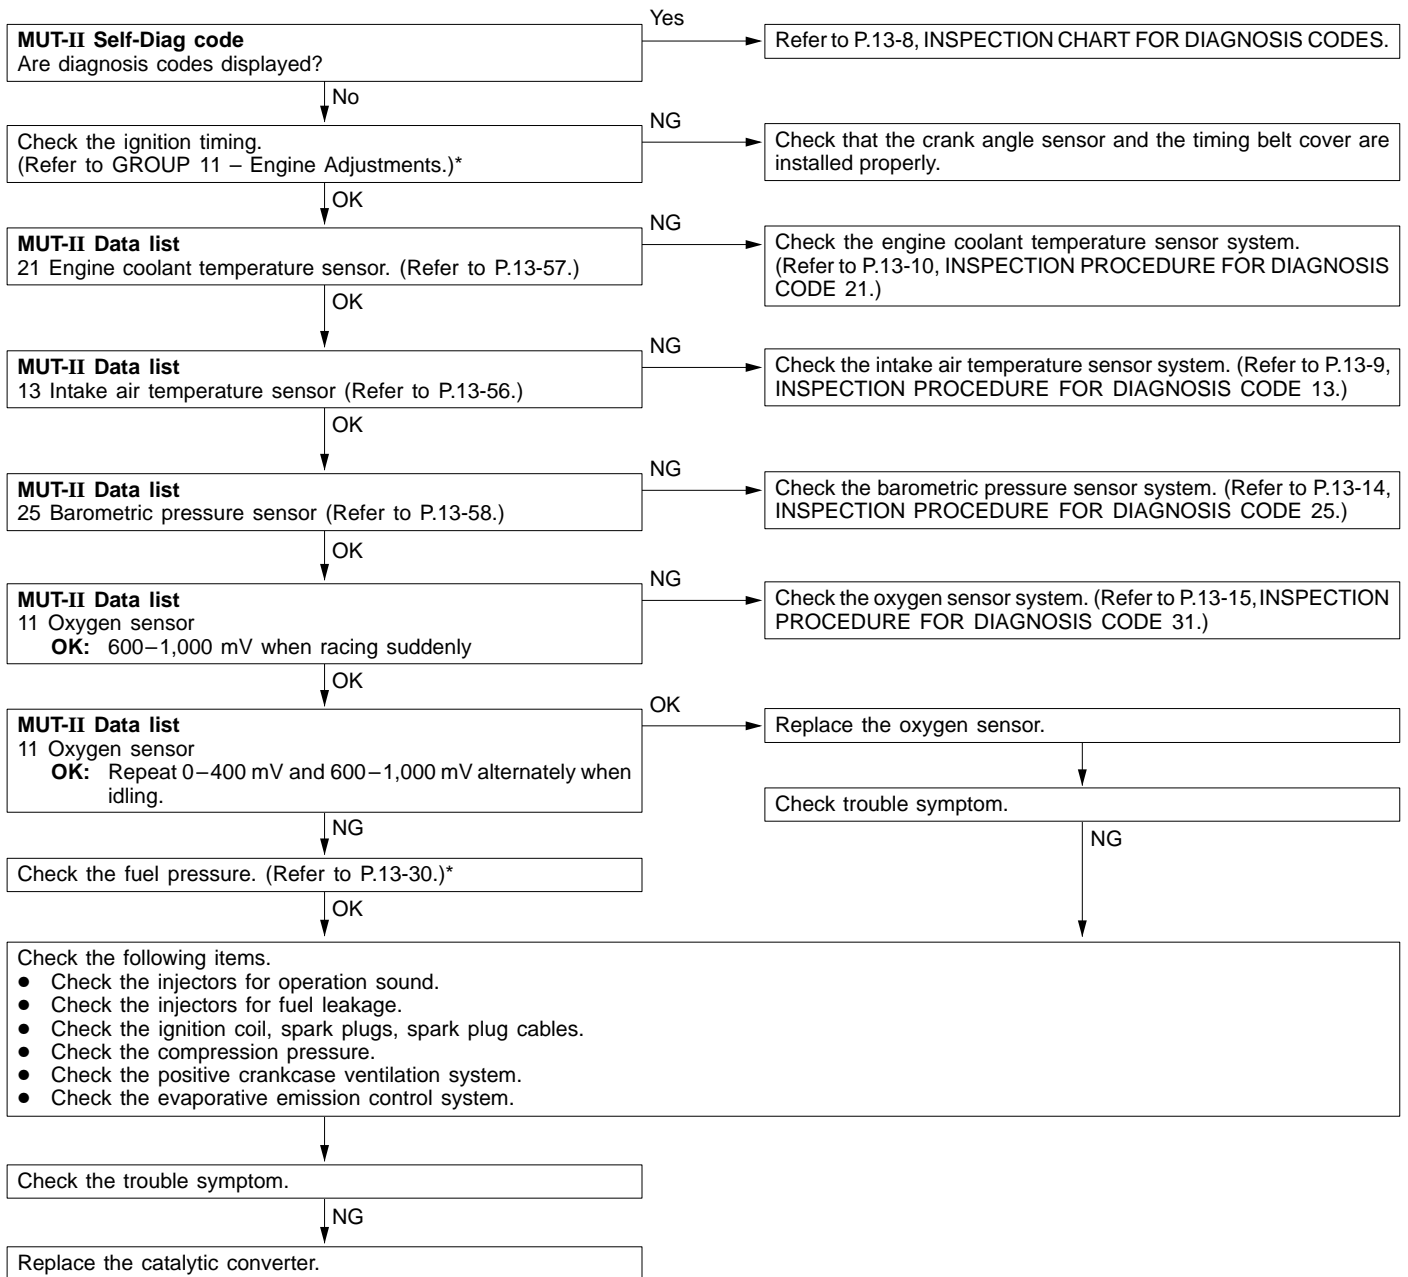 MUT-II Self-Diag code
Are diagnosis codes displayed?
Yes
Refer to P.13-8, INSPECTION CHART FOR DIAGNOSIS CODES.
No
Check the ignition timing.
(Refer to GROUP 11 – Engine Adjustments.)*
NG
Check that the crank angle sensor and the timing belt cover are
installed properly.
OK
MUT-II Data list
21 Engine coolant temperature sensor. (Refer to P.13-57.)
NG
Check the engine coolant temperature sensor system.
(Refer to P.13-10, INSPECTION PROCEDURE FOR DIAGNOSIS
CODE 21.)
OK
MUT-II Data list
13 Intake air temperature sensor (Refer to P.13-56.)
NG
Check the intake air temperature sensor system. (Refer to P.13-9,
INSPECTION PROCEDURE FOR DIAGNOSIS CODE 13.)
OK
MUT-II Data list
25 Barometric pressure sensor (Refer to P.13-58.)
NG
Check the barometric pressure sensor system. (Refer to P.13-14,
INSPECTION PROCEDURE FOR DIAGNOSIS CODE 25.)
OK
MUT-II Data list
11 Oxygen sensor
OK: 600–1,000 mV when racing suddenly
NG
Check the oxygen sensor system. (Refer to P.13-15, INSPECTION
PROCEDURE FOR DIAGNOSIS CODE 31.)
OK
MUT-II Data list
11 Oxygen sensor
OK: Repeat 0–400 mV and 600–1,000 mV alternately when
idling.
OK
Replace the oxygen sensor.
Check trouble symptom.
NG
NG
Check the fuel pressure. (Refer to P.13-30.)*
OK
Check the following items.
● Check the injectors for operation sound.
● Check the injectors for fuel leakage.
● Check the ignition coil, spark plugs, spark plug cables.
● Check the compression pressure.
● Check the positive crankcase ventilation system.
● Check the evaporative emission control system.
Check the trouble symptom.
NG
Replace the catalytic converter.